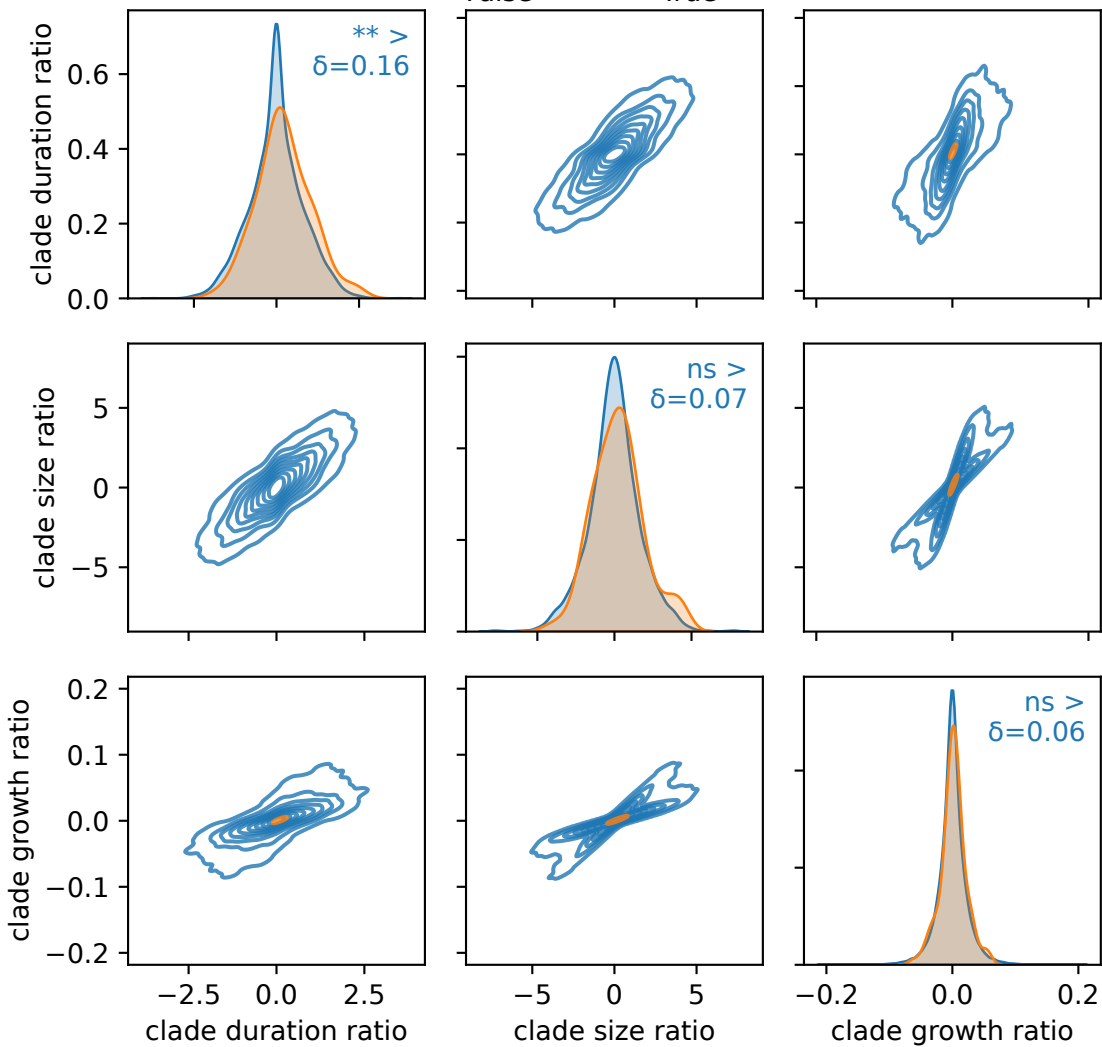 ** >
δ=0.16
clade duration ratio
0.6
0.4
0.2
0.0
ns >
δ=0.07
clade size ratio
5
0
−5
ns >
δ=0.06
clade growth ratio
0.2
0.1
0.0
−0.1
−0.2
−2.5 0.0 2.5 −5 0 5 −0.2 0.0 0.2
clade duration ratio clade size ratio clade growth ratio